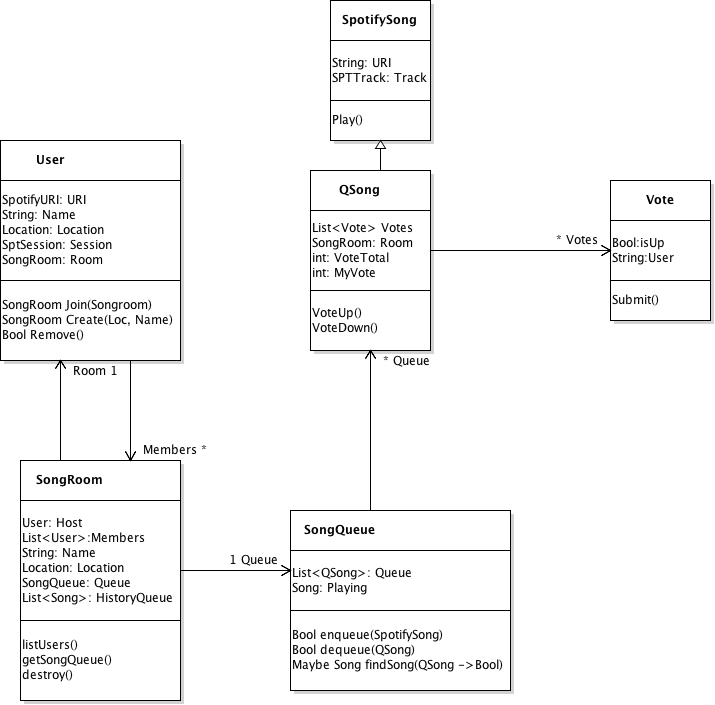 SpotifySong
String: URI
SPTTrack: Track
Play()
User
SpotifyURI: URI
String: Name
Location: Location
SptSession: Session
SongRoom: Room
SongRoom Join(Songroom)
SongRoom Create(Loc, Name)
Bool Remove()
QSong
List<Vote> Votes
SongRoom: Room
int: VoteTotal
int: MyVote
VoteUp()
VoteDown()
* Votes
Vote
Bool:isUp
String:User
Submit()
* Queue
Room 1
Members *
SongRoom
User: Host
List<User>:Members
String: Name
Location: Location
SongQueue: Queue
List<Song>: HistoryQueue
listUsers()
getSongQueue()
destroy()
1 Queue
SongQueue
List<QSong>: Queue
Song: Playing
Bool enqueue(SpotifySong)
Bool dequeue(QSong)
Maybe Song findSong(QSong ->Bool)